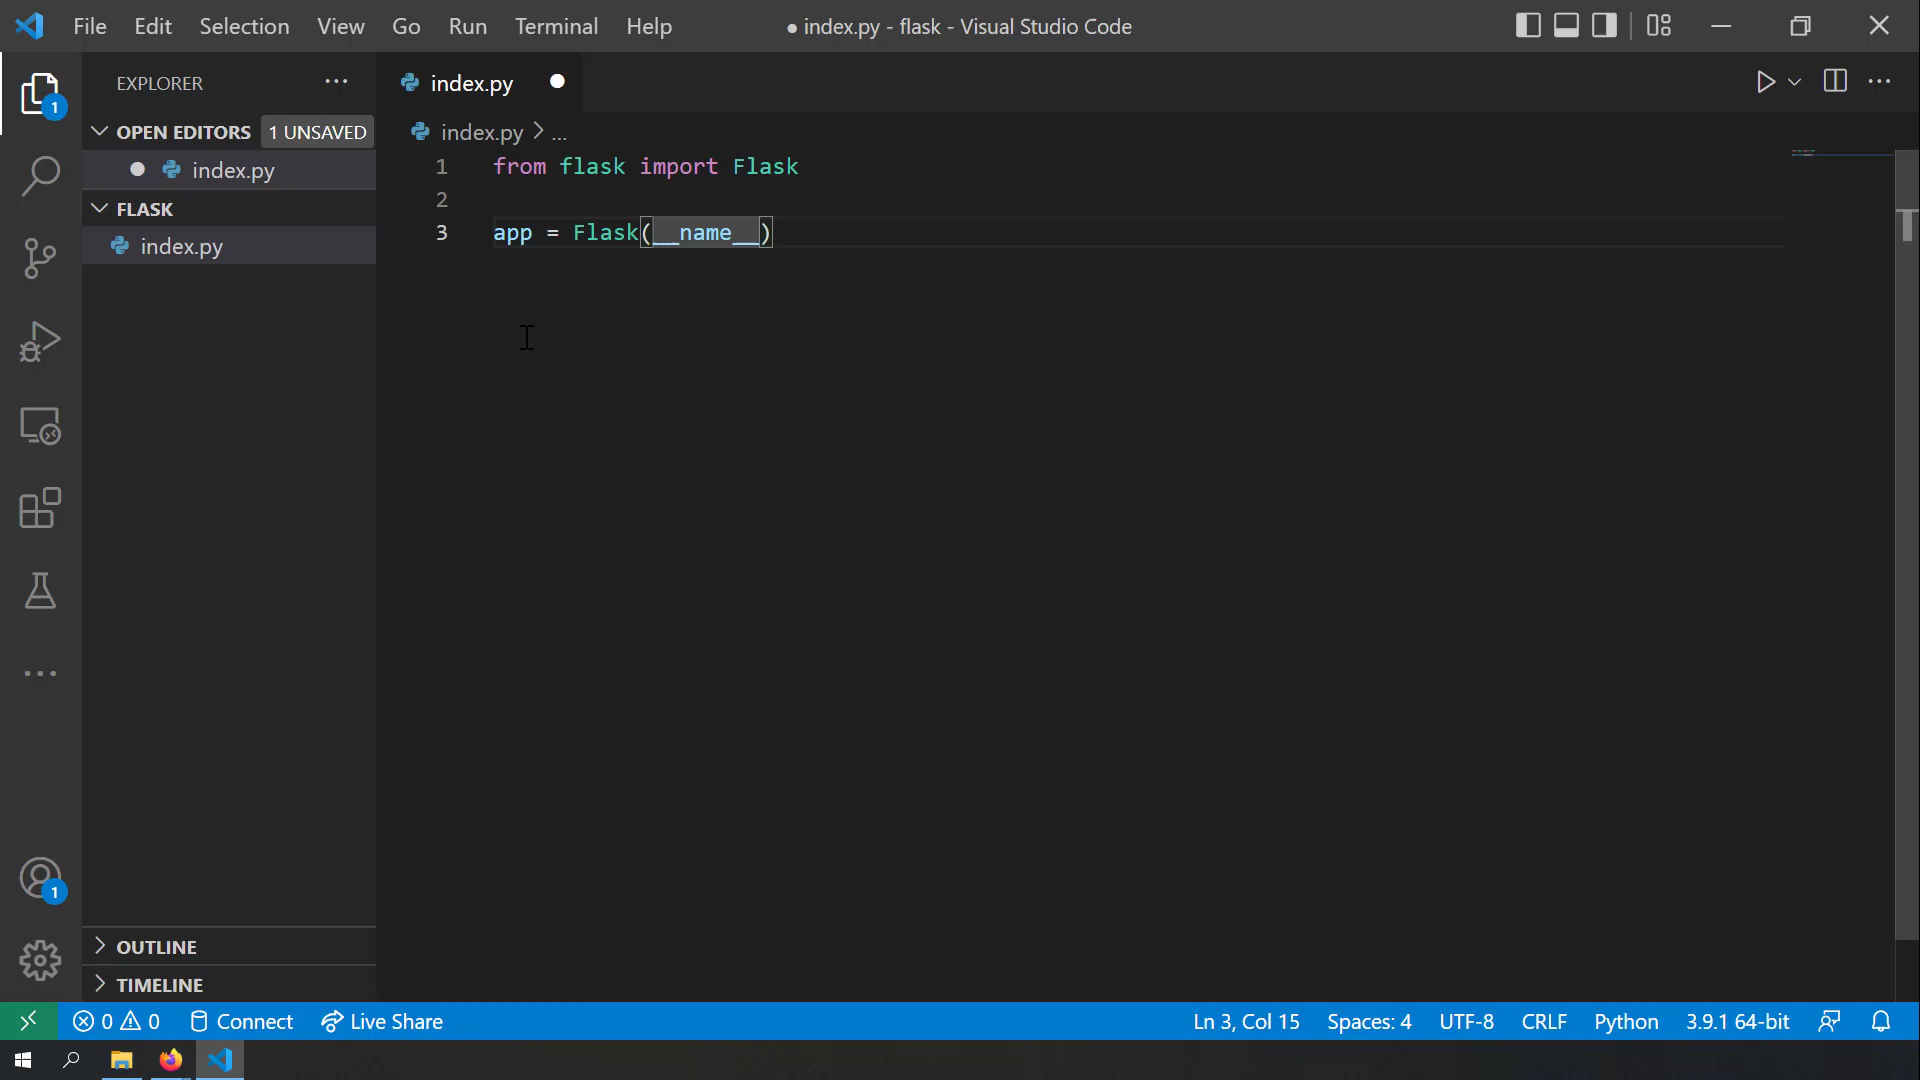 File Edit Selection View Go Run Terminal Help
● index.py - flask - Visual Studio Code
EXPLORER
index.py
1
OPEN EDITORS 1 UNSAVED
index.py > ...
index.py
FLASK
index.py
1 from flask import Flask
2
3 app = Flask(__name__)
1
OUTLINE
TIMELINE
0 0 Connect Live Share Ln 3, Col 15 Spaces: 4 UTF-8 CRLF Python 3.9.1 64-bit